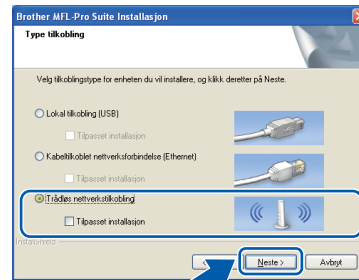 Brother MFL-Pro Suite Installasjon
Type tilkobling
Velg tilkoblingstype for enheten du vil installere, og klikk deretter på Neste.
Lokal tilkobling (USB)
Tilpasset installasjon
Kabeltilkoblet nettverksforbindelse (Ethernet)
Tilpasset installasjon
Trådløs nettverkstilkobling
Tilpasset installasjon
InstallShield
Neste >
Avbryt